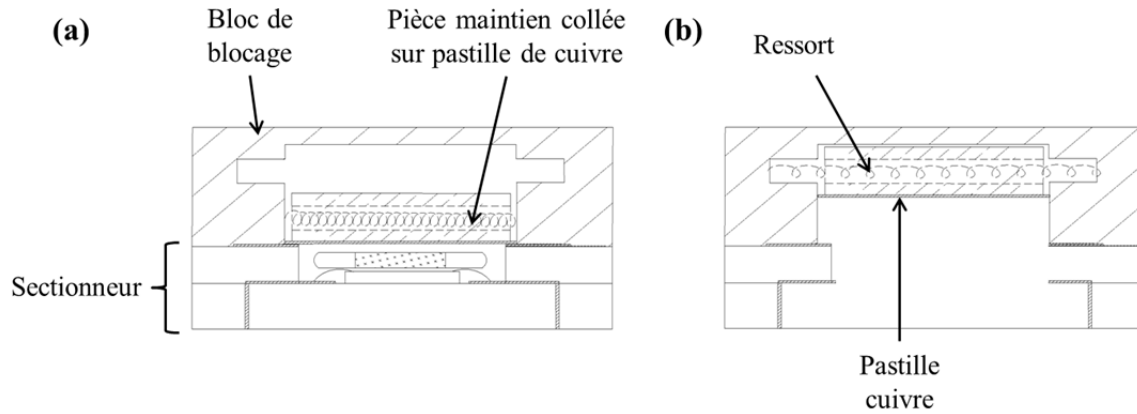 (a)
Bloc de
blocage
Pièce maintien collée
sur pastille de cuivre
(b)
Ressort
Sectionneur
Pastille
cuivre